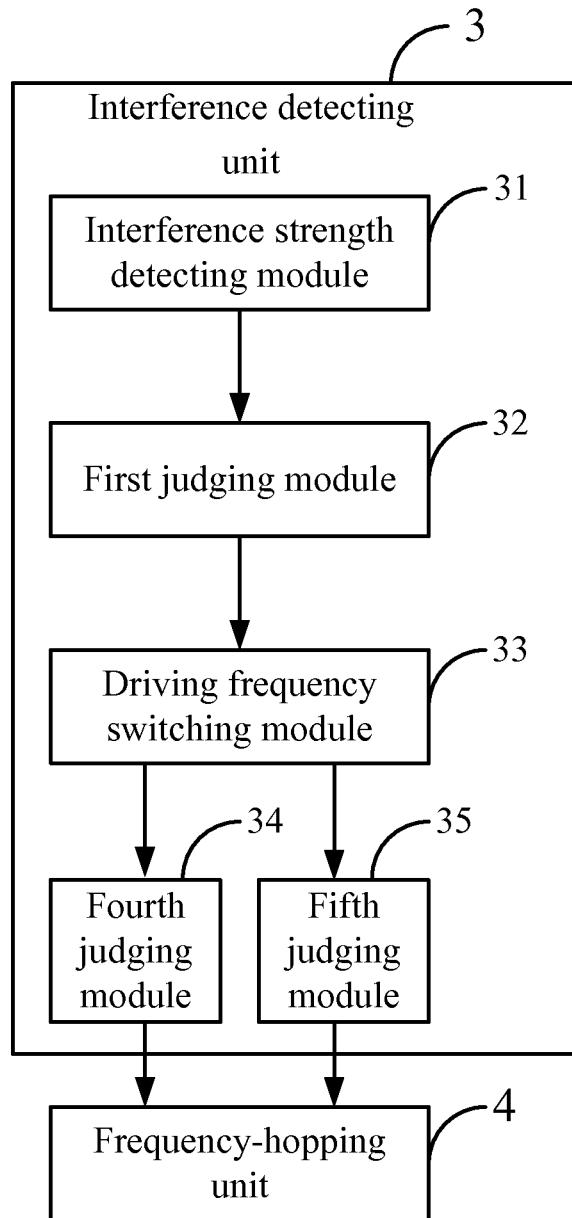 3
Interference detecting
unit
31
Interference strength
detecting module
32
First judging module
33
Driving frequency
switching module
34
35
Fourth
judging
module
Fifth
judging
module
4
Frequency-hopping
unit